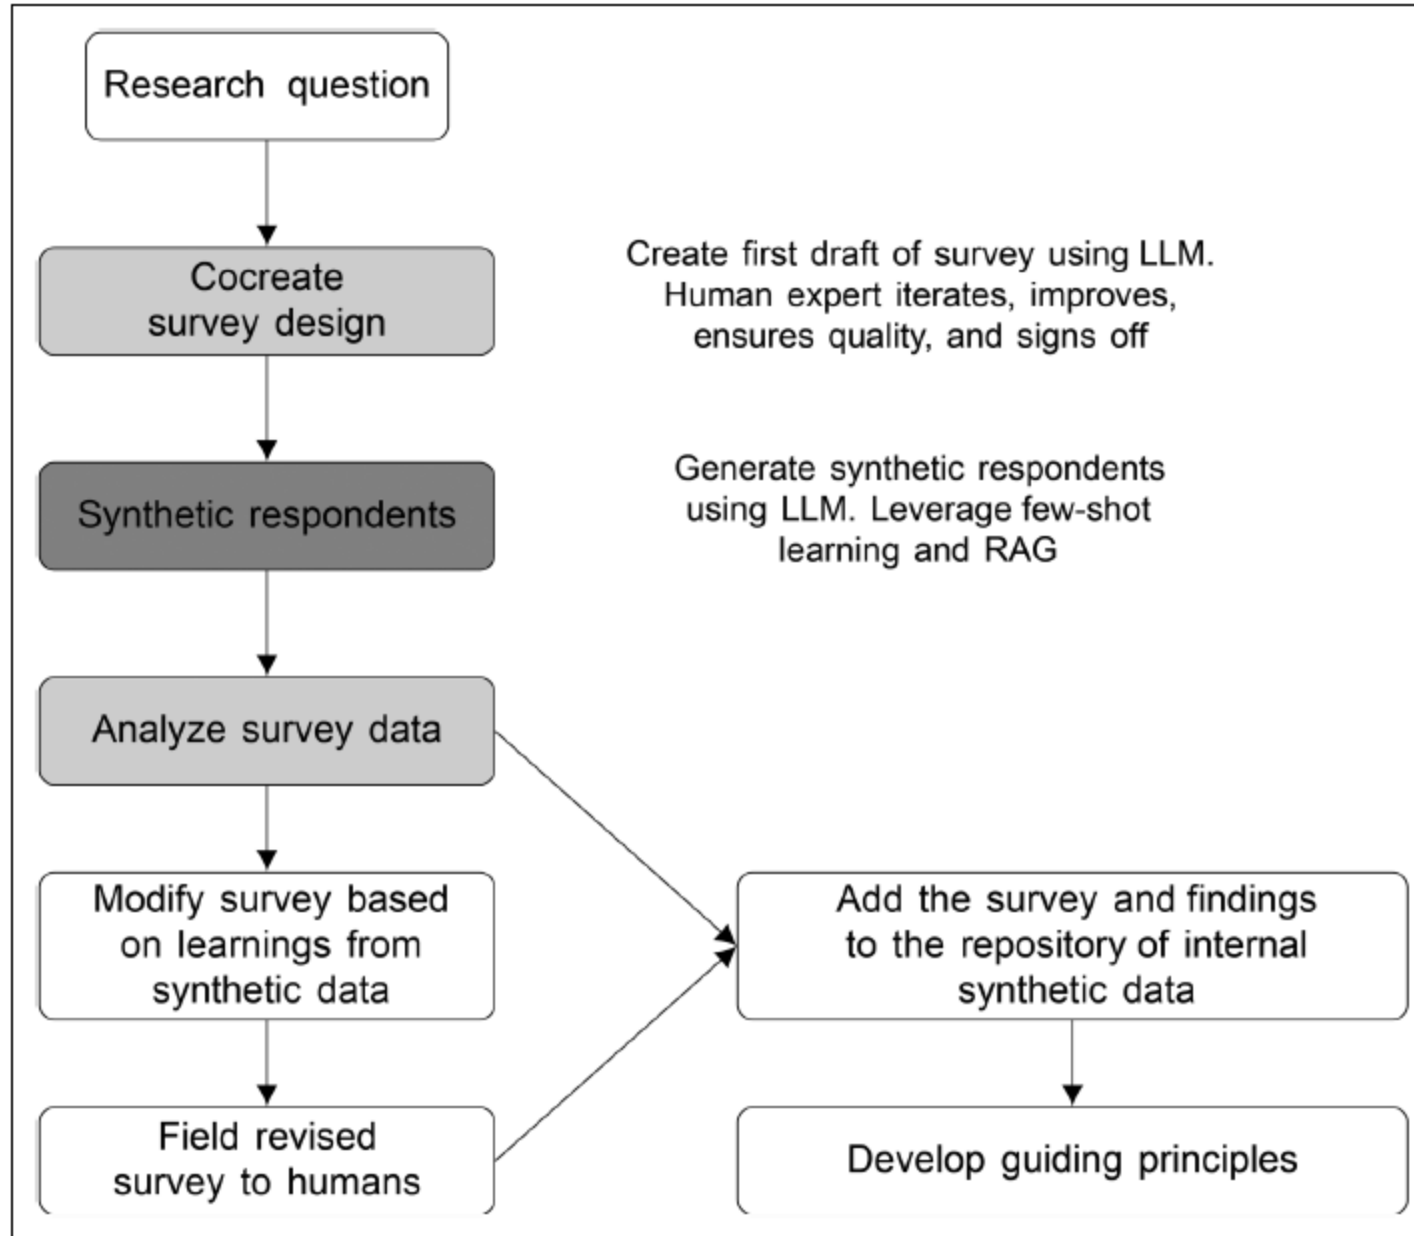 Research question
Cocreate
survey design
Create first draft of survey using LLM.
Human expert iterates, improves,
ensures quality, and signs off
Synthetic respondents
Generate synthetic respondents
using LLM. Leverage few-shot
learning and RAG
Analyze survey data
Modify survey based
on learnings from
synthetic data
Add the survey and findings
to the repository of internal
synthetic data
Field revised
survey to humans
Develop guiding principles